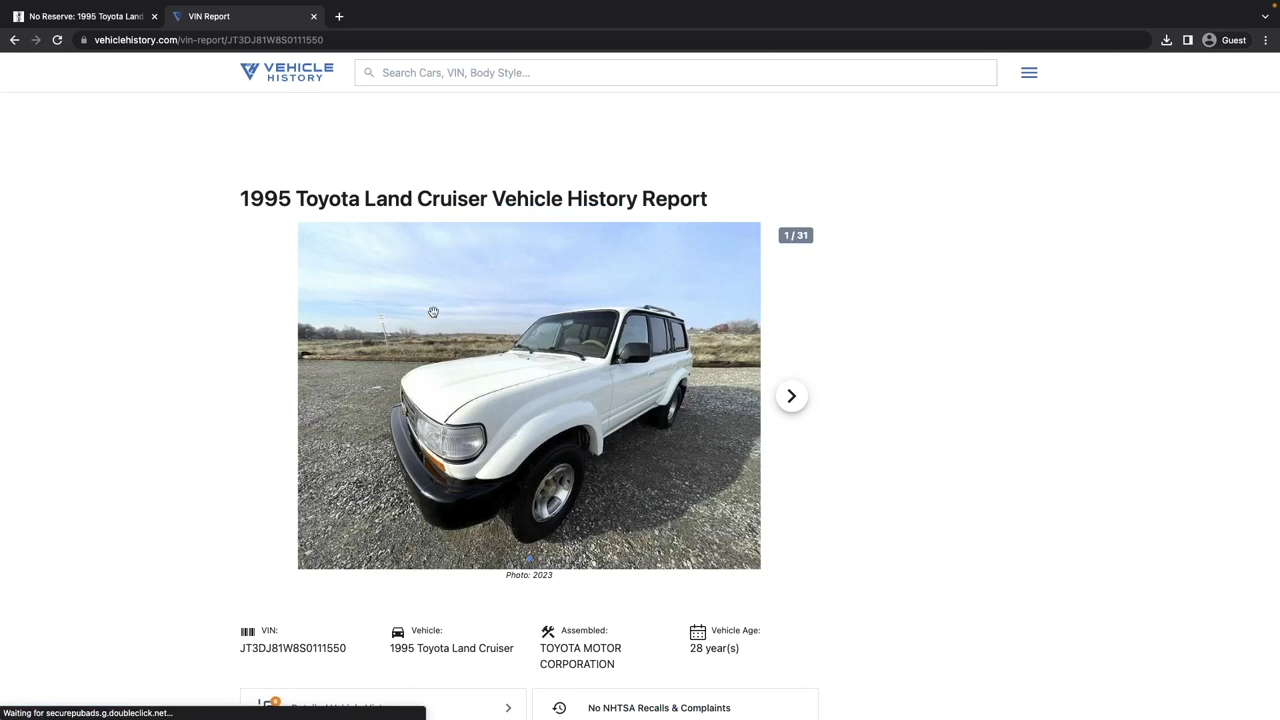 No Reserve: 1995 Toyota Land
VIN Report
vehiclehistory.com/vin-report/JT3DJ81W8S0111550
Guest
VEHICLE
HISTORY
Search Cars, VIN, Body Style...
1995 Toyota Land Cruiser Vehicle History Report
1 / 31
Photo: 2023
VIN:
JT3DJ81W8S0111550
Vehicle:
1995 Toyota Land Cruiser
Assembled:
TOYOTA MOTOR
CORPORATION
Vehicle Age:
28 year(s)
No NHTSA Recalls & Complaints
Waiting for securepubads.g.doubleclick.net...